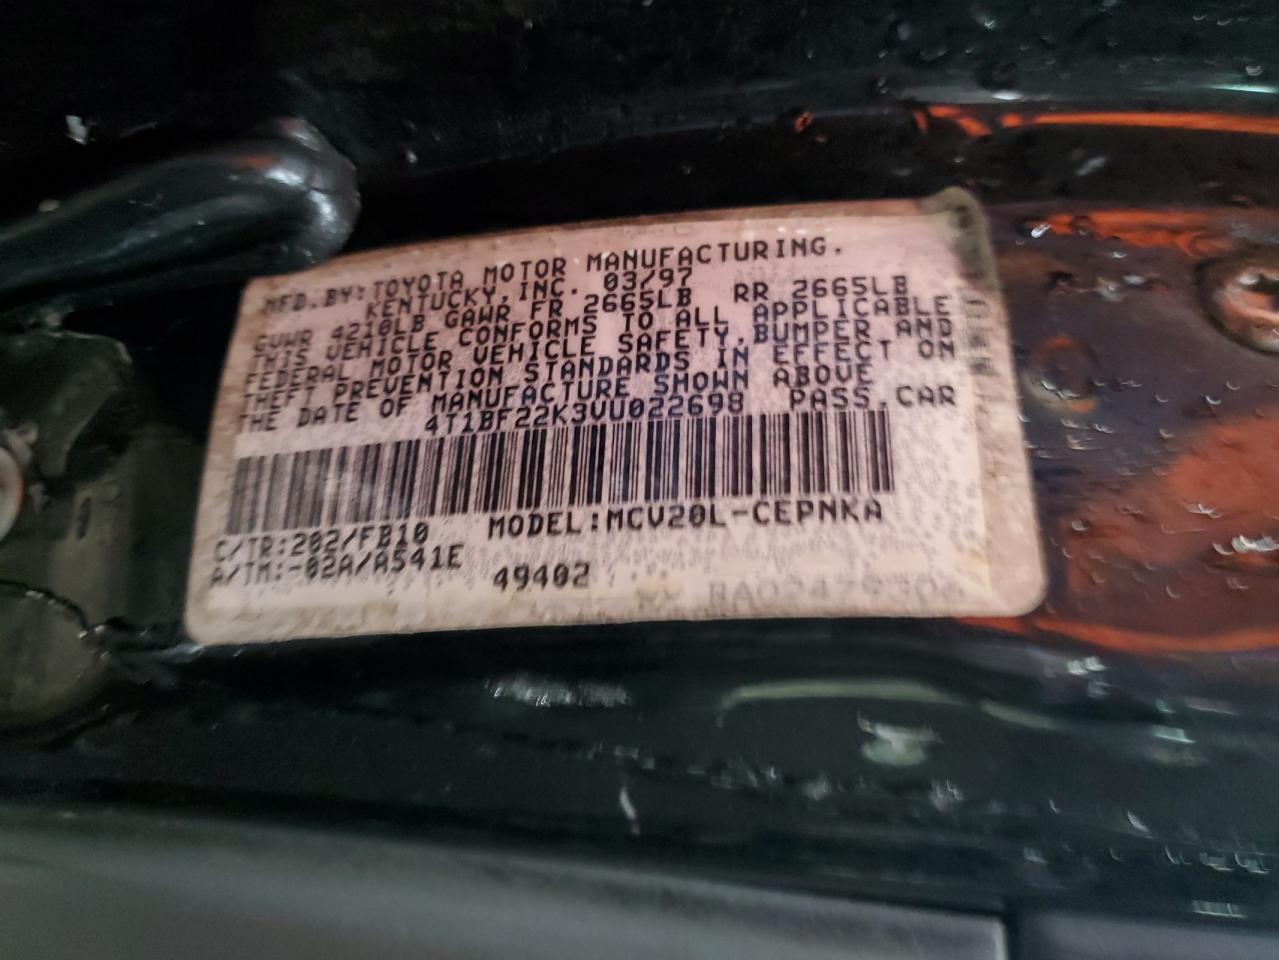 MFD.BY:TOYOTA MOTOR MANUFACTURING.
KENTUCKY,INC. 03/97
GVWR 4210LB GAWR FR 2665LB RR 2665LB
THIS VEHICLE CONFORMS TO ALL APPLICABLE
FEDERAL MOTOR VEHICLE SAFETY,BUMPER AND
THEFT PREVENTION STANDARDS IN EFFECT ON
THE DATE OF MANUFACTURE SHOWN ABOVE
4T1BF22K3VU022698 PASS.CAR
C/TR:202/FB10 MODEL:MCV20L-CEPNKA
A/TM:-02A/A541E 49402